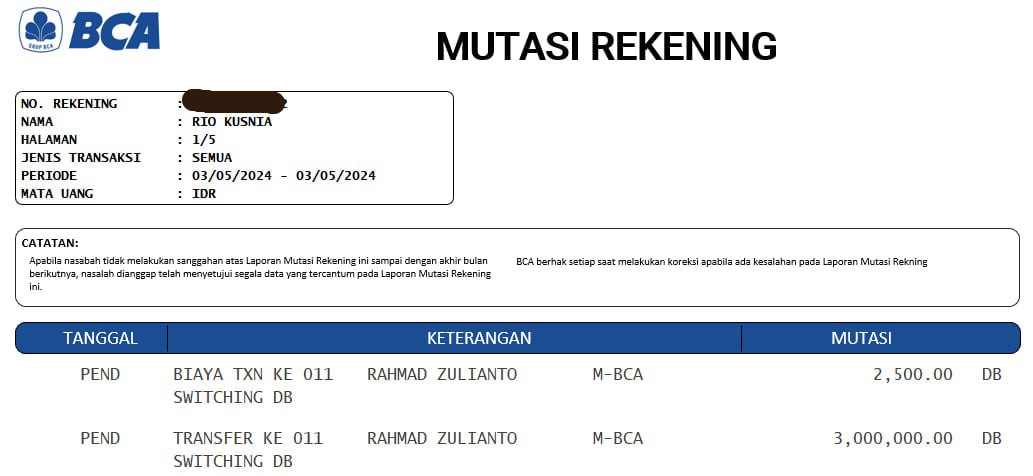 GRUP BCA
BCA
MUTASI REKENING
NO. REKENING :
NAMA : RIO KUSNIA
HALAMAN : 1/5
JENIS TRANSAKSI : SEMUA
PERIODE : 03/05/2024 - 03/05/2024
MATA UANG : IDR
CATATAN:
Apabila nasabah tidak melakukan sanggahan atas Laporan Mutasi Rekening ini sampai dengan akhir bulan
berikutnya, nasalah dianggap telah menyetujui segala data yang tercantum pada Laporan Mutasi Rekening
ini.
BCA berhak setiap saat melakukan koreksi apabila ada kesalahan pada Laporan Mutasi Rekning
TANGGAL KETERANGAN MUTASI
PEND BIAYA TXN KE 011 RAHMAD ZULIANTO M-BCA 2,500.00 DB
SWITCHING DB
PEND TRANSFER KE 011 RAHMAD ZULIANTO M-BCA 3,000,000.00 DB
SWITCHING DB